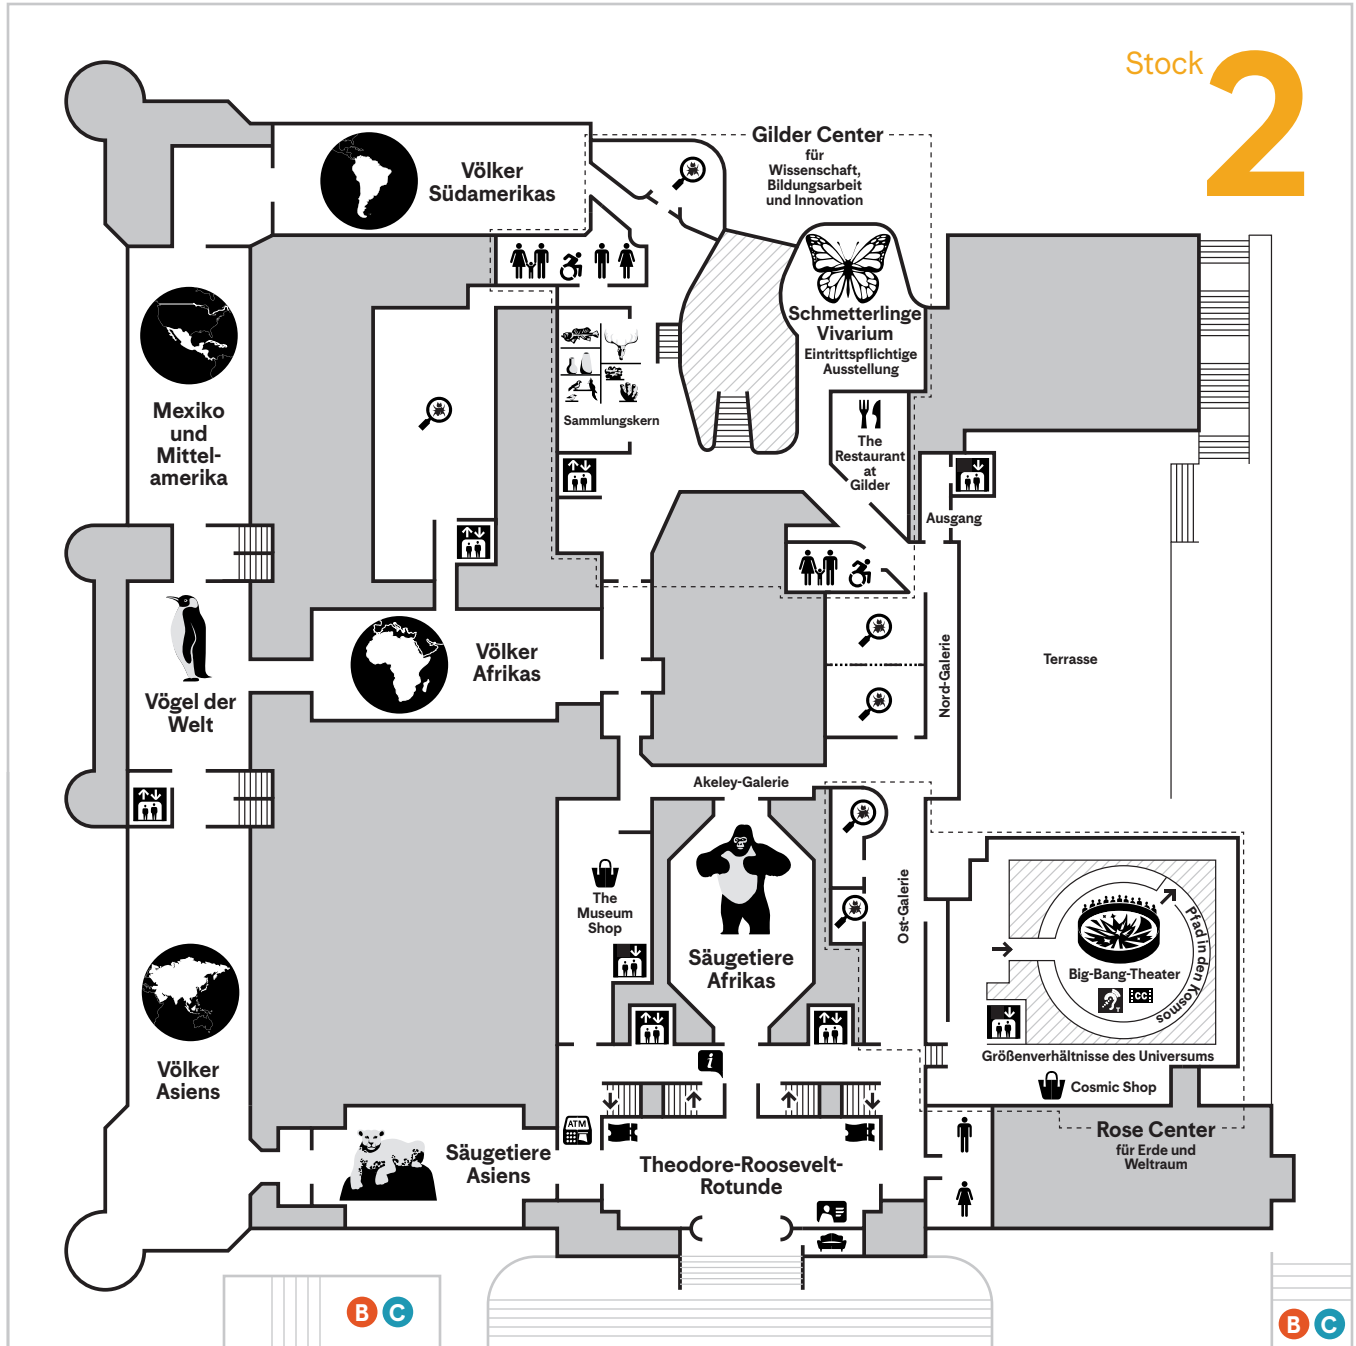 Stock
2
Gilder Center
für
Wissenschaft,
Bildungsarbeit
und Innovation
Völker
Südamerikas
Schmetterlinge
Vivarium
Eintrittspflichtige
Ausstellung
Mexiko
und
Mittel-
amerika
Sammlungskern
The
Restaurant
at
Gilder
Ausgang
Völker
Afrikas
Nord-Galerie
Terrasse
Vögel der
Welt
Akeley-Galerie
The
Museum
Shop
Säugetiere
Afrikas
Ost-Galerie
Pfad in den Kosmos
Big-Bang-Theater
T
CC
Größenverhältnisse des Universums
Cosmic Shop
Völker
Asiens
i
ATM
Säugetiere
Asiens
Theodore-Roosevelt-
Rotunde
Rose Center
für Erde und
Weltraum
B C
B C